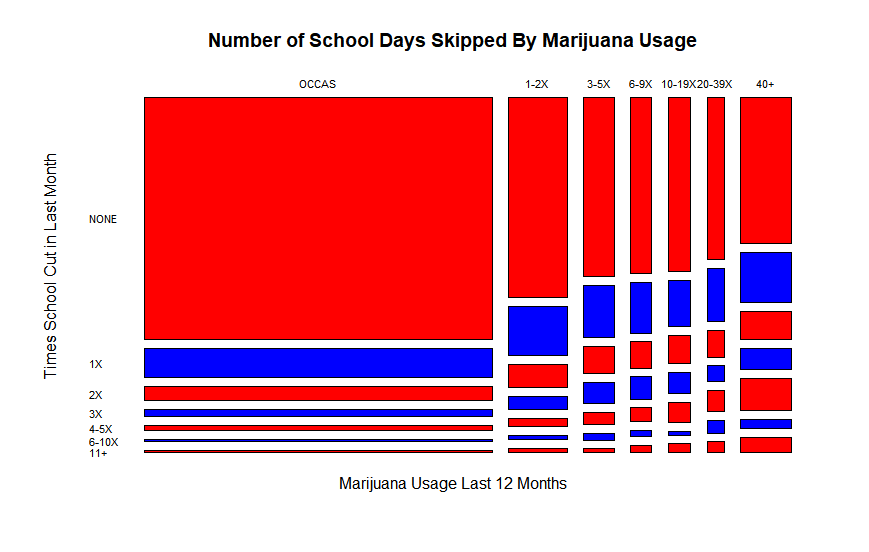 Number of School Days Skipped By Marijuana Usage
OCCAS 1-2X 3-5X 6-9X 10-19X 20-39X 40+
Times School Cut in Last Month
NONE
1X
2X
3X
4-5X
6-10X
11+
Marijuana Usage Last 12 Months